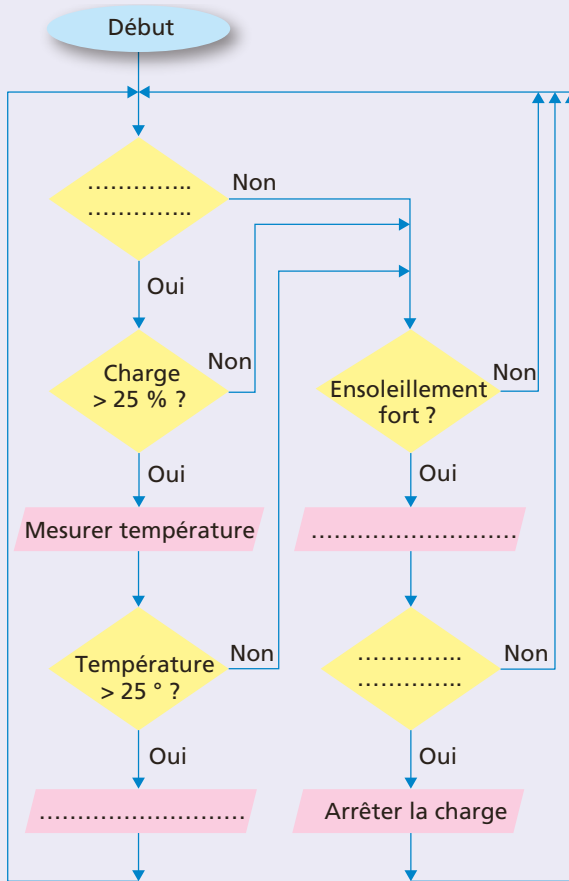 Début
…………..
…………..
Non
Oui
Charge
> 25 % ?
Non
Oui
Mesurer température
Température
> 25 ° ?
Non
Oui
………………………
Ensoleillement
fort ?
Non
Oui
………………………
…………..
…………..
Non
Oui
Arrêter la charge